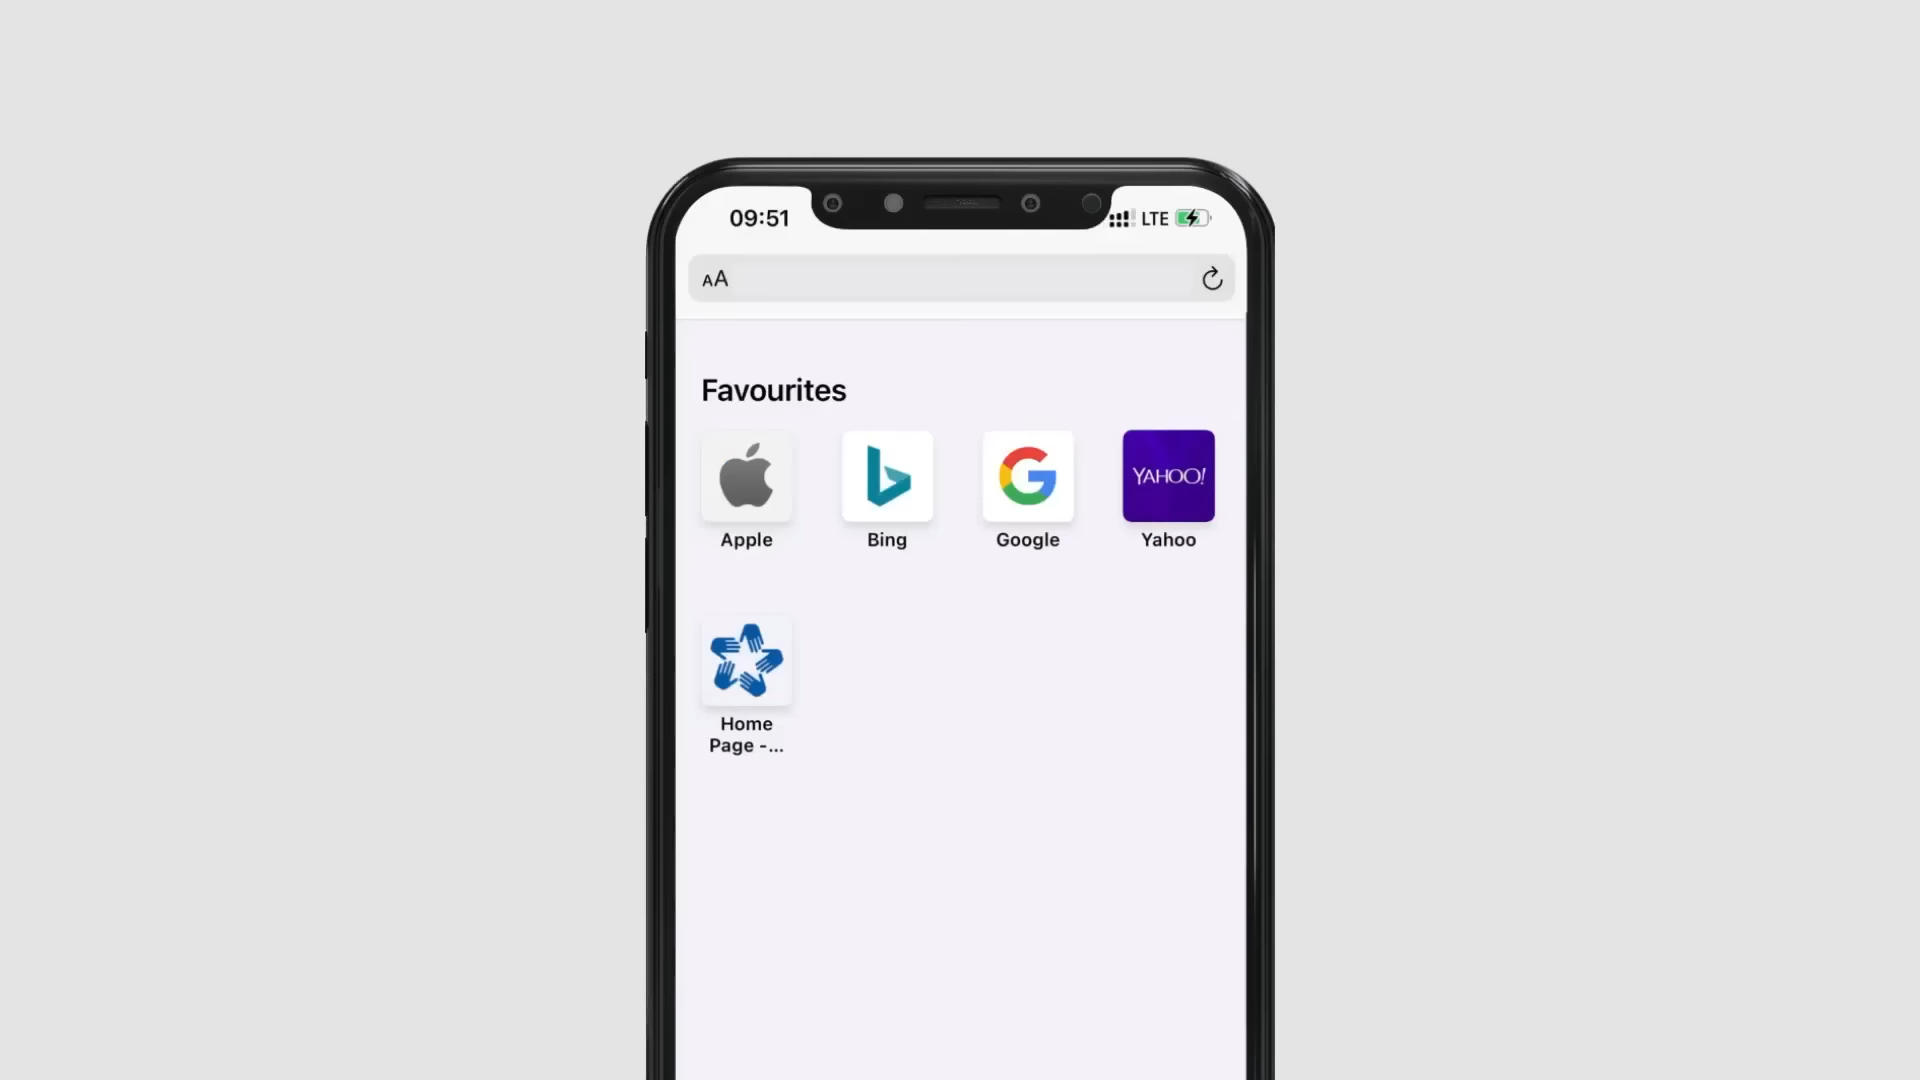 09:51
LTE
AA
Favourites
YAHOO!
Apple
Bing
Google
Yahoo
Home
Page -...